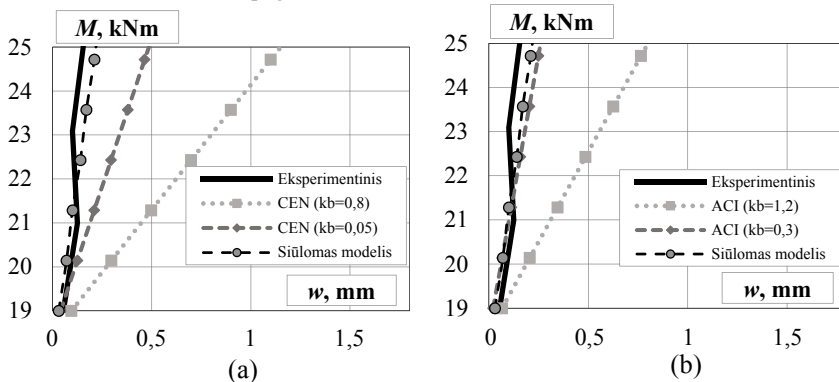 M, kNm
25
24
23
22
21
20
19
Eksperimentinis
CEN (kb=0,8)
CEN (kb=0,05)
Siūlomas modelis
w, mm
0
0,5
1
1,5
(a)
M, kNm
25
24
23
22
21
20
19
Eksperimentinis
ACI (kb=1,2)
ACI (kb=0,3)
Siūlomas modelis
w, mm
0
0,5
1
1,5
(b)